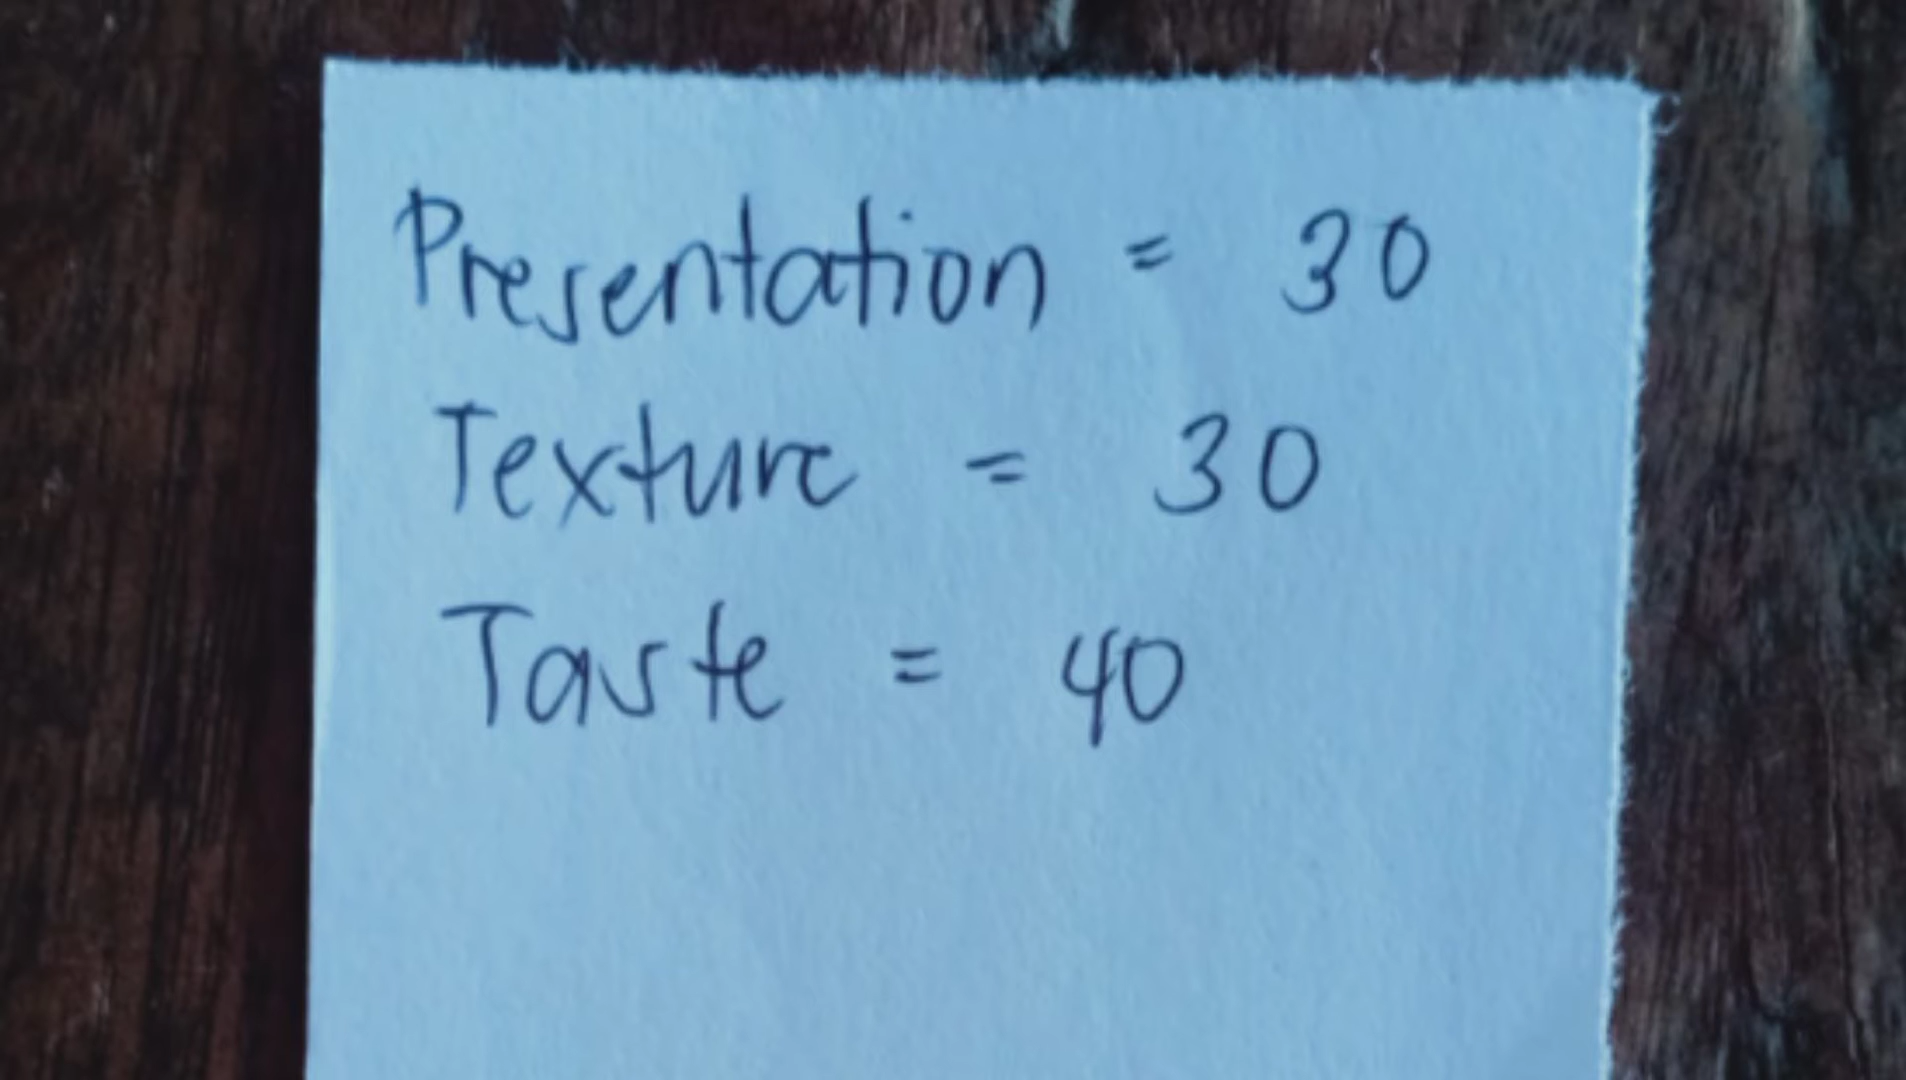 Presentation = 30
Texture = 30
Taste = 40